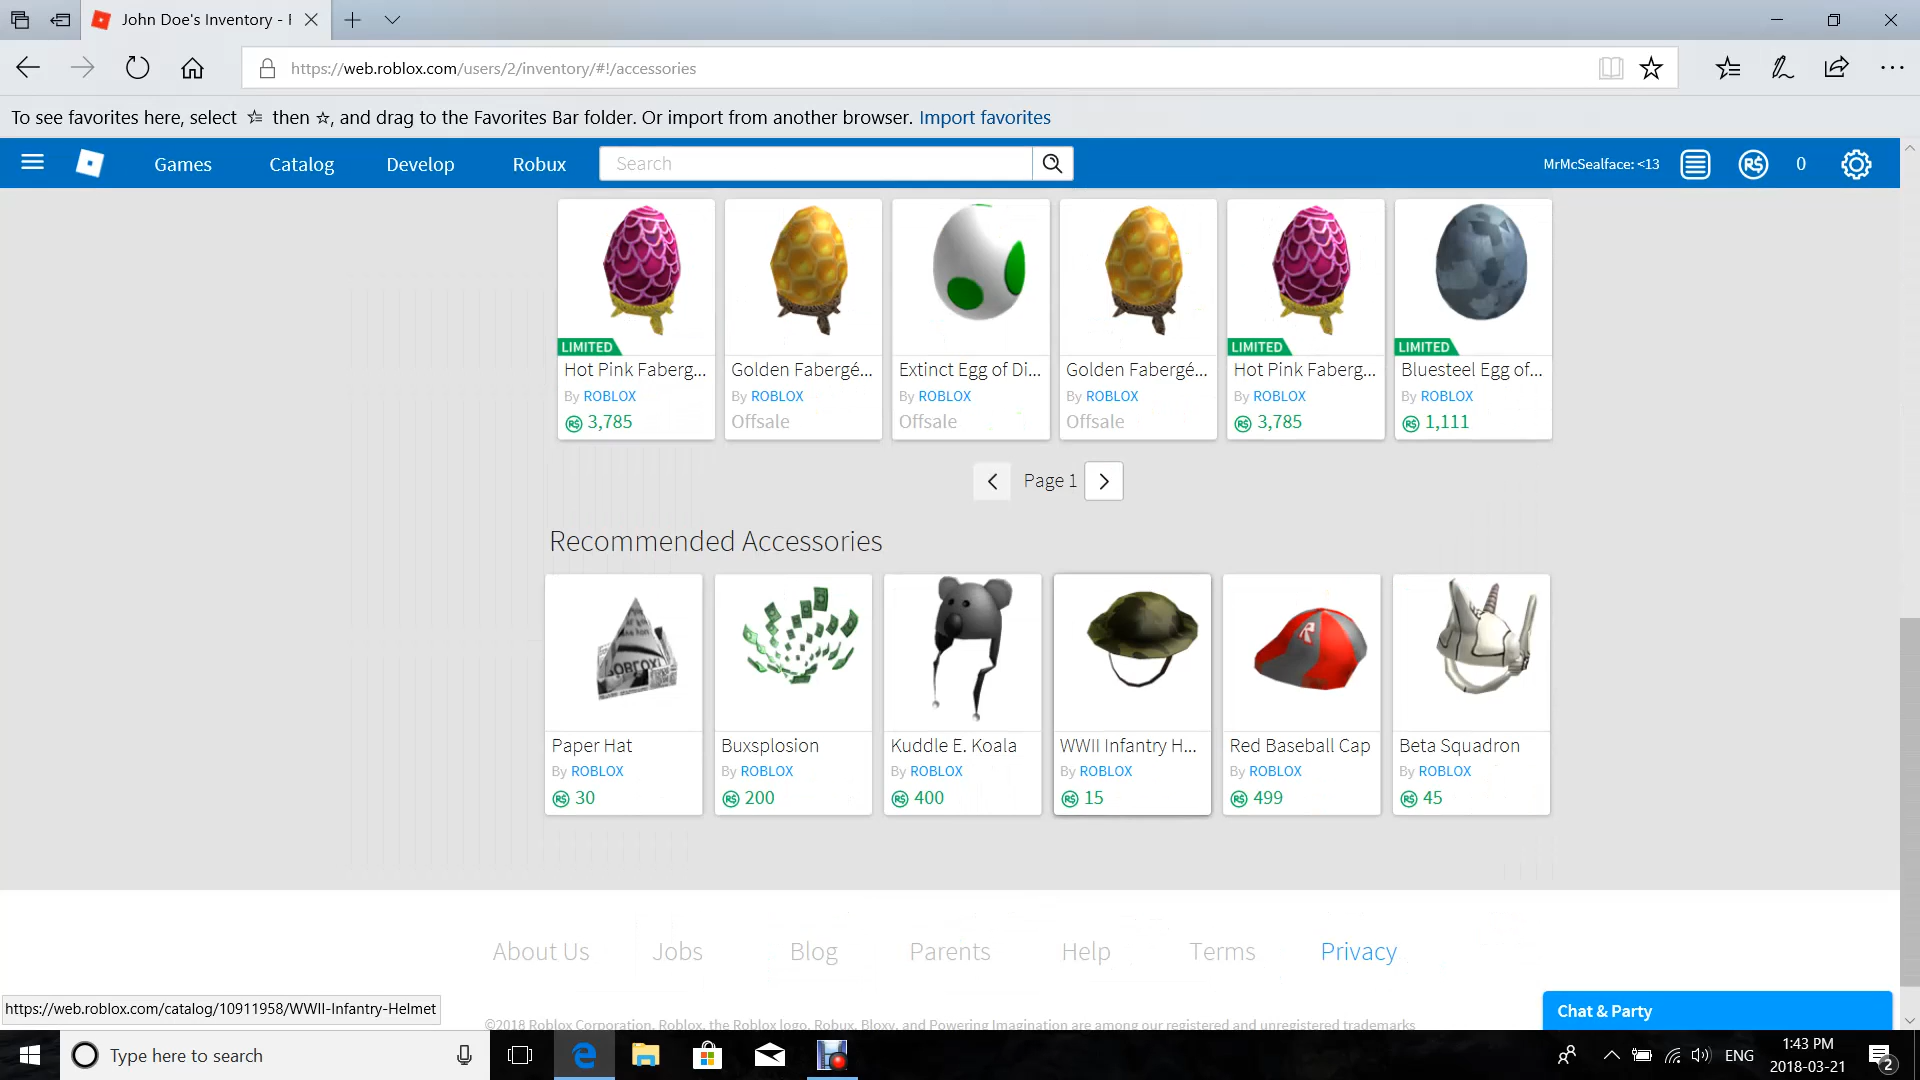 John Doe's Inventory - F
https://web.roblox.com/users/2/inventory/#!/accessories
To see favorites here, select then , and drag to the Favorites Bar folder. Or import from another browser. Import favorites
Games Catalog Develop Robux Search MrMcSealface: <13 R$ 0
LIMITED LIMITED LIMITED
Hot Pink Faberg... Golden Fabergé... Extinct Egg of Di... Golden Fabergé... Hot Pink Faberg... Bluesteel Egg of...
By ROBLOX By ROBLOX By ROBLOX By ROBLOX By ROBLOX By ROBLOX
R$ 3,785 Offsale Offsale Offsale R$ 3,785 R$ 1,111
Page 1
Recommended Accessories
ROBLOX! R
Paper Hat Buxsplosion Kuddle E. Koala WWII Infantry H... Red Baseball Cap Beta Squadron
By ROBLOX By ROBLOX By ROBLOX By ROBLOX By ROBLOX By ROBLOX
R$ 30 R$ 200 R$ 400 R$ 15 R$ 499 R$ 45
About Us Jobs Blog Parents Help Terms Privacy
https://web.roblox.com/catalog/10911958/WWII-Infantry-Helmet
Chat & Party
©2018 Roblox Corporation, Roblox, the Roblox logo, Robux, Bloxy, and Powering Imagination are among our registered and unregistered trademarks
Type here to search
ENG
1:43 PM
2018-03-21
2